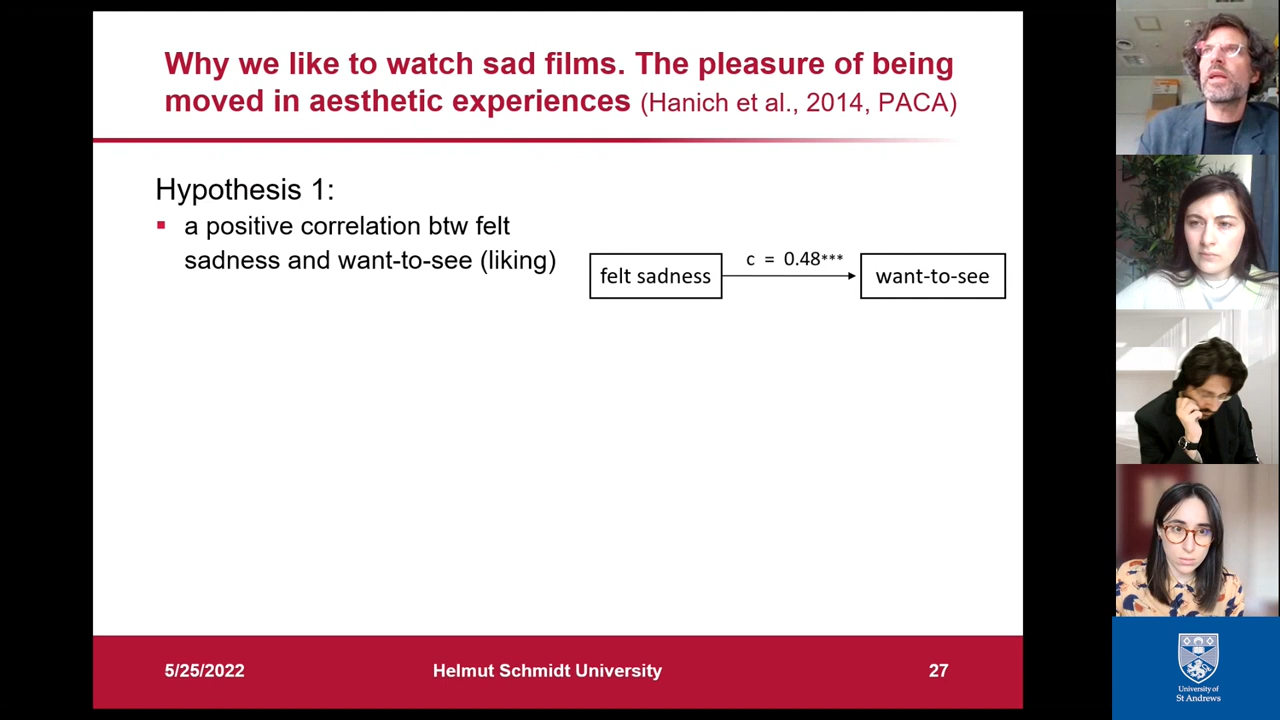 Why we like to watch sad films. The pleasure of being
moved in aesthetic experiences (Hanich et al., 2014, PACA)
Hypothesis 1:
▪ a positive correlation btw felt
sadness and want-to-see (liking)
felt sadness
c = 0.48***
want-to-see
5/25/2022
Helmut Schmidt University
27
University of
St Andrews